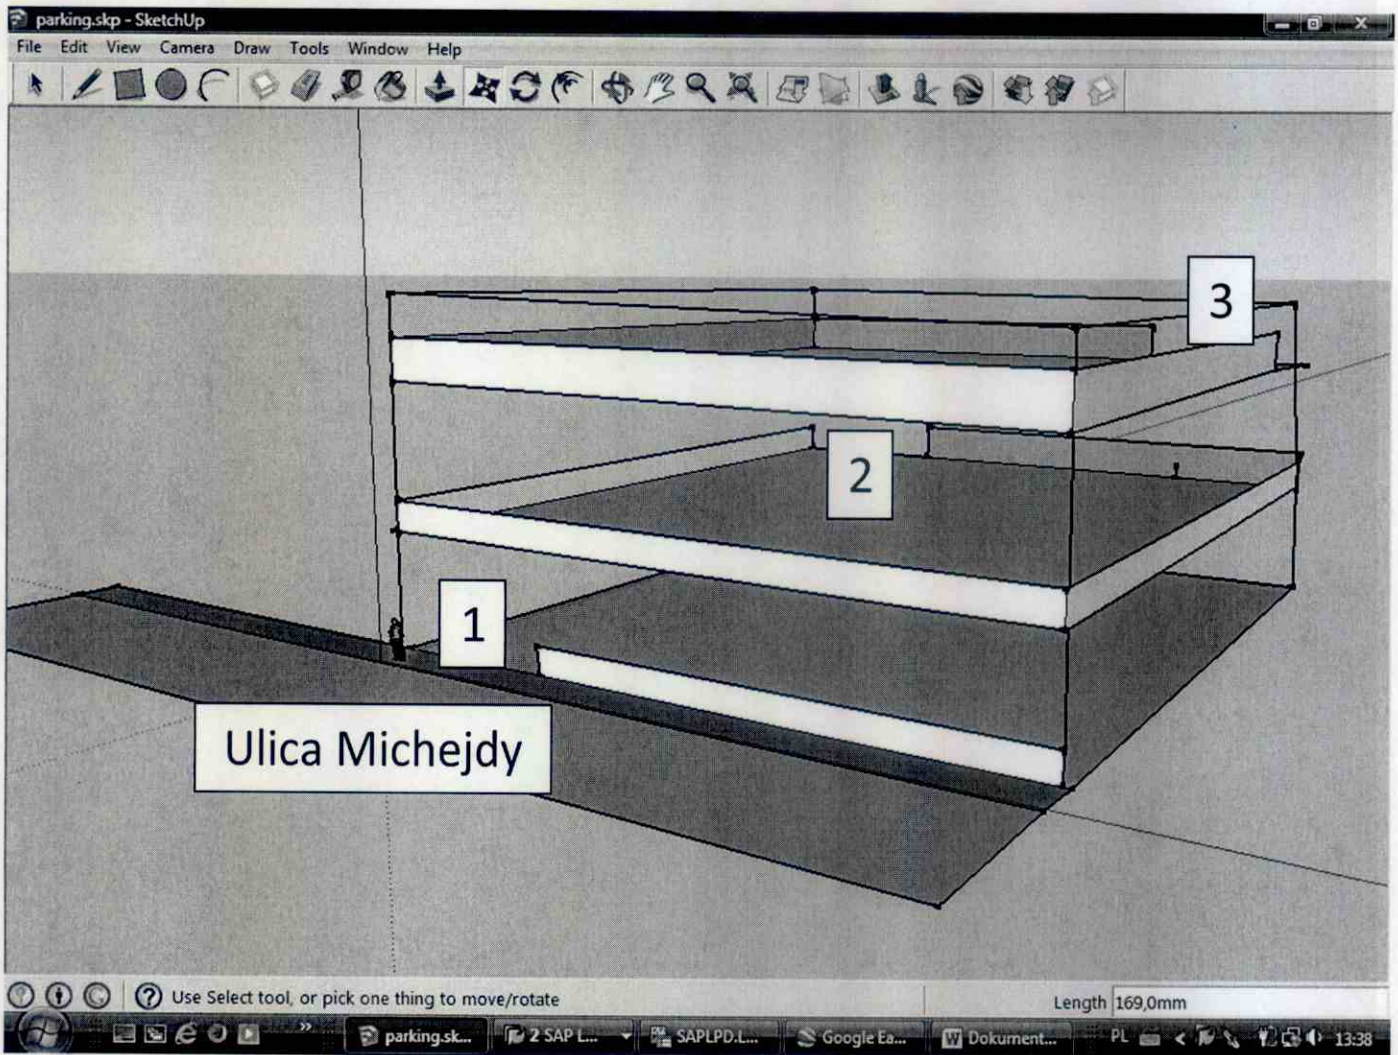 parking.skp - SketchUp
File Edit View Camera Draw Tools Window Help
3
2
1
Ulica Michejdy
Use Select tool, or pick one thing to move/rotate
Length 169,0mm
parking.sk... 2 SAP L... SAPLPD.L... Google Ea... Dokument... PL 13:38